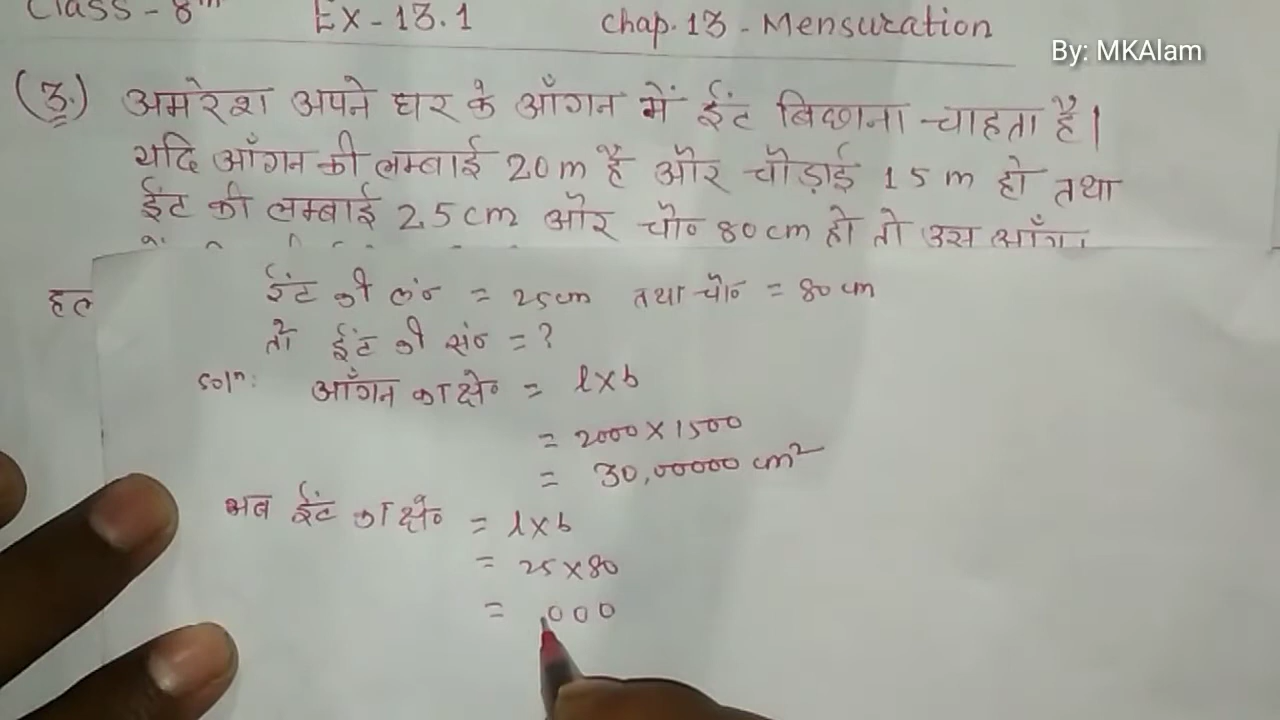 Class - 8th Ex - 13.1 Chap. 13 - Mensuration
By: MKAlam
(3.) अमरेश अपने घर के आँगन में ईंट बिछाना चाहता है।
यदि आँगन की लम्बाई 20 m है और चौड़ाई 15 m हो तथा
ईंट की लम्बाई 25 cm और चौ० 80 cm हो तो उस
हल ईंट की लं० = 25 cm तथा चौ० = 80 cm
तो ईंट की सं० = ?
Soln: आँगन का क्षे० = l x b
= 2000 x 1500
= 30,00000 cm²
अब ईंट का क्षे० = l x b
= 25 x 80
= 000